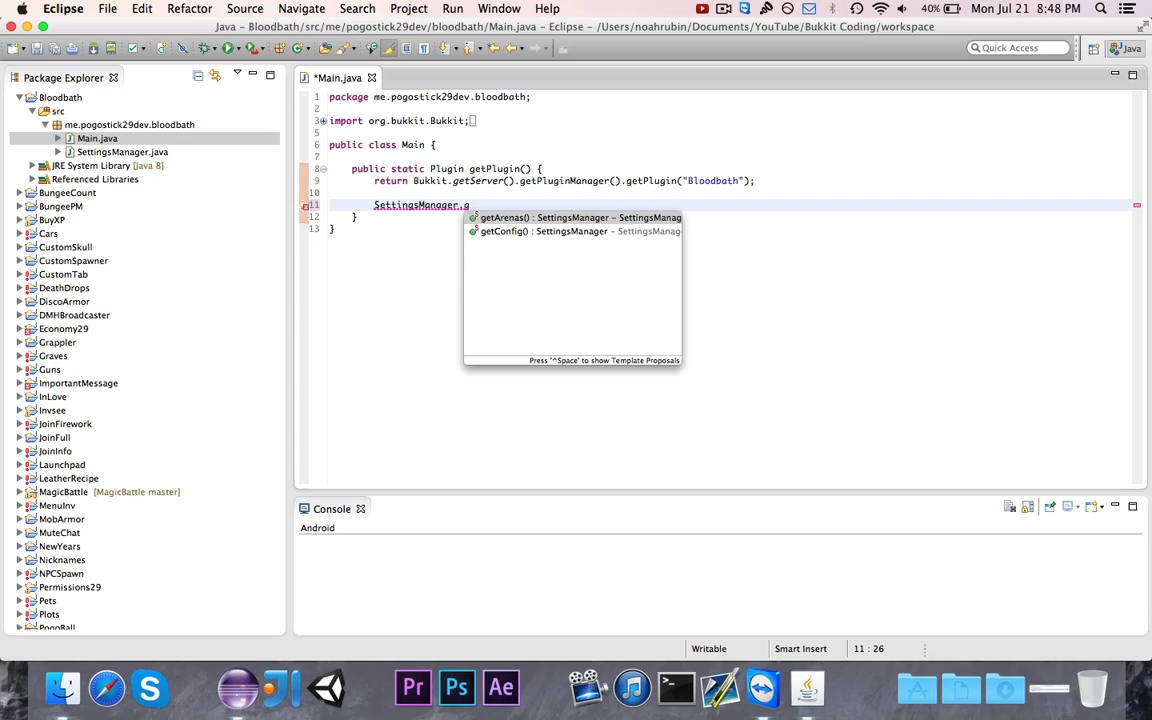 Eclipse File Edit Refactor Source Navigate Search Project Run Window Help 40% Mon Jul 21 8:48 PM
Java – Bloodbath/src/me/pogostick29dev/bloodbath/Main.java – Eclipse – /Users/noahrubin/Documents/YouTube/Bukkit Coding/workspace
Quick Access Java
Package Explorer
*Main.java
Bloodbath
src
me.pogostick29dev.bloodbath
Main.java
SettingsManager.java
JRE System Library [Java 8]
Referenced Libraries
BungeeCount
BungeePM
BuyXP
Cars
CustomSkull
CustomSpawner
CustomTab
DeathDrops
DiscoArmor
DMHBroadcaster
Economy29
Grappler
Graves
Guns
ImportantMessage
InLove
Invsee
JoinFirework
JoinFull
JoinInfo
Launchpad
LeatherRecipe
MagicBattle [MagicBattle master]
MenuInv
MobArmor
MuteChat
NewYears
Nicknames
NPCSpawn
Permissions29
Pets
Plots
PogoBall
1 package me.pogostick29dev.bloodbath;
2
3 import org.bukkit.Bukkit;
5
6 public class Main {
7
8 public static Plugin getPlugin() {
9 return Bukkit.getServer().getPluginManager().getPlugin("Bloodbath");
10
11 SettingsManager.g
12 }
13 }
getArenas() : SettingsManager – SettingsManag
getConfig() : SettingsManager – SettingsManag
Press '^Space' to show Template Proposals
Console
Android
Writable Smart Insert 11 : 26
Pr Ps Ae